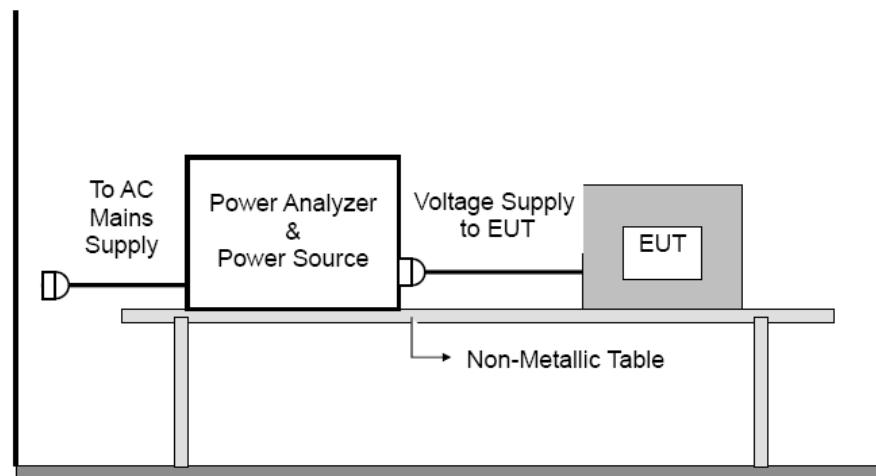 To AC
Mains
Supply
Power Analyzer
&
Power Source
Voltage Supply
to EUT
EUT
Non-Metallic Table